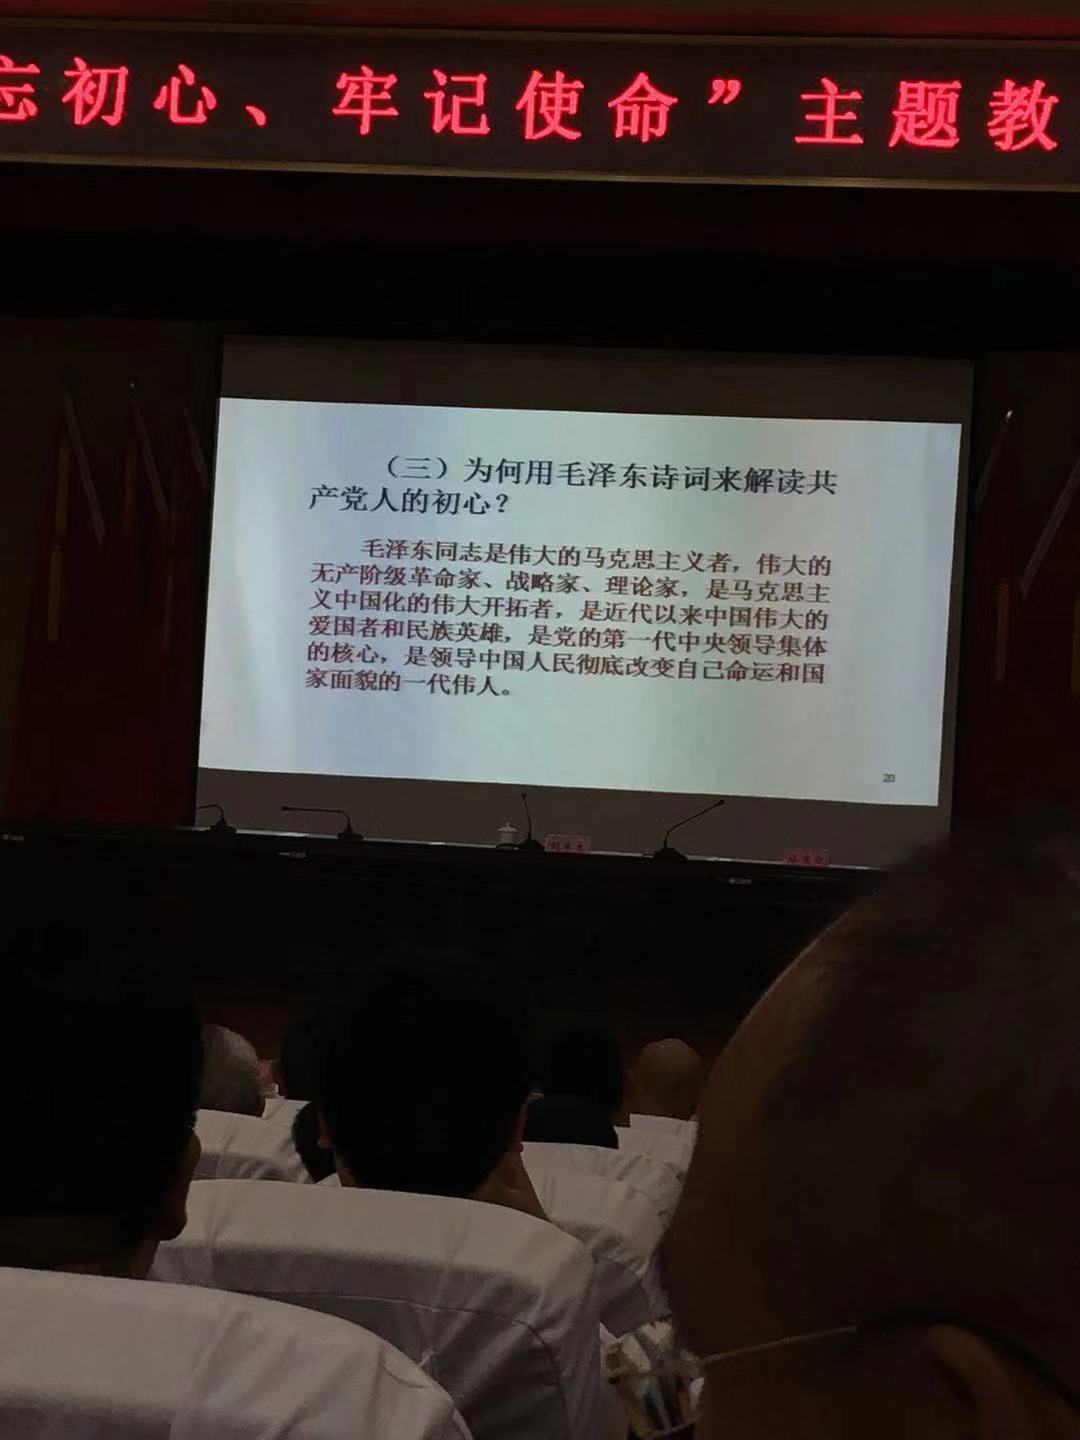 忘初心、牢记使命”主题教
（三）为何用毛泽东诗词来解读共
产党人的初心？
毛泽东同志是伟大的马克思主义者，伟大的
无产阶级革命家、战略家、理论家，是马克思主
义中国化的伟大开拓者，是近代以来中国伟大的
爱国者和民族英雄，是党的第一代中央领导集体
的核心，是领导中国人民彻底改变自己命运和国
家面貌的一代伟人。
20